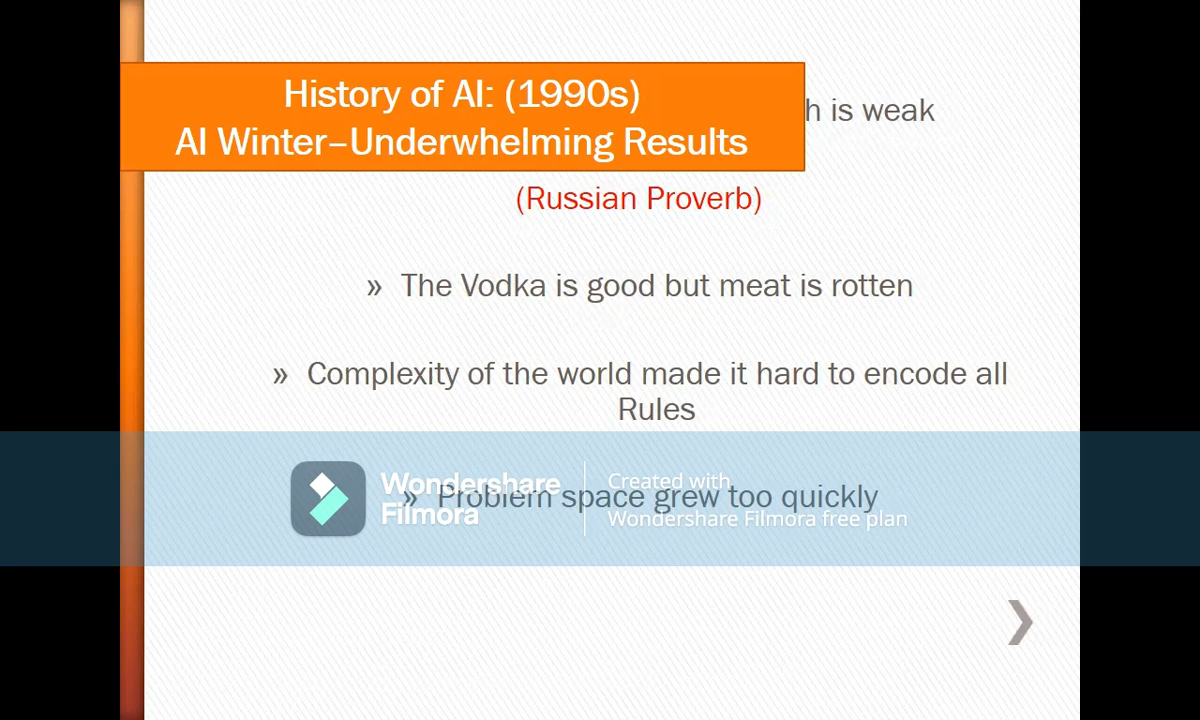 History of AI: (1990s)
AI Winter–Underwhelming Results
is weak
(Russian Proverb)
» The Vodka is good but meat is rotten
» Complexity of the world made it hard to encode all
Rules
» Problem space grew too quickly
Wondershare
Filmora
Created with
Wondershare Filmora free plan